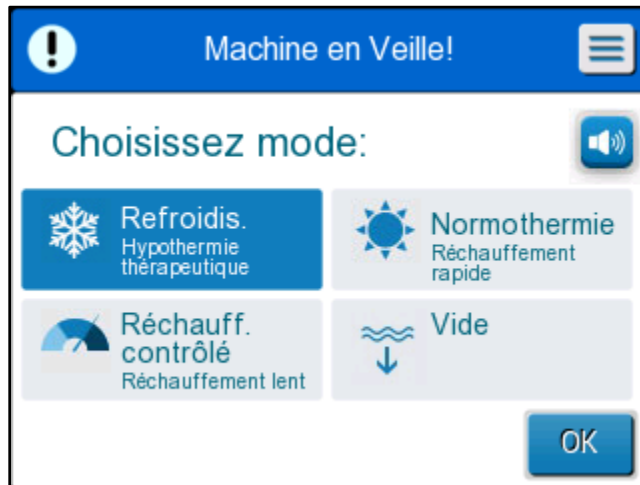 Machine en Veille!
Choisissez mode:
Refroidis.
Hypothermie
thérapeutique
Normothermie
Réchauffement
rapide
Réchauff.
contrôlé
Réchauffement lent
Vide
OK